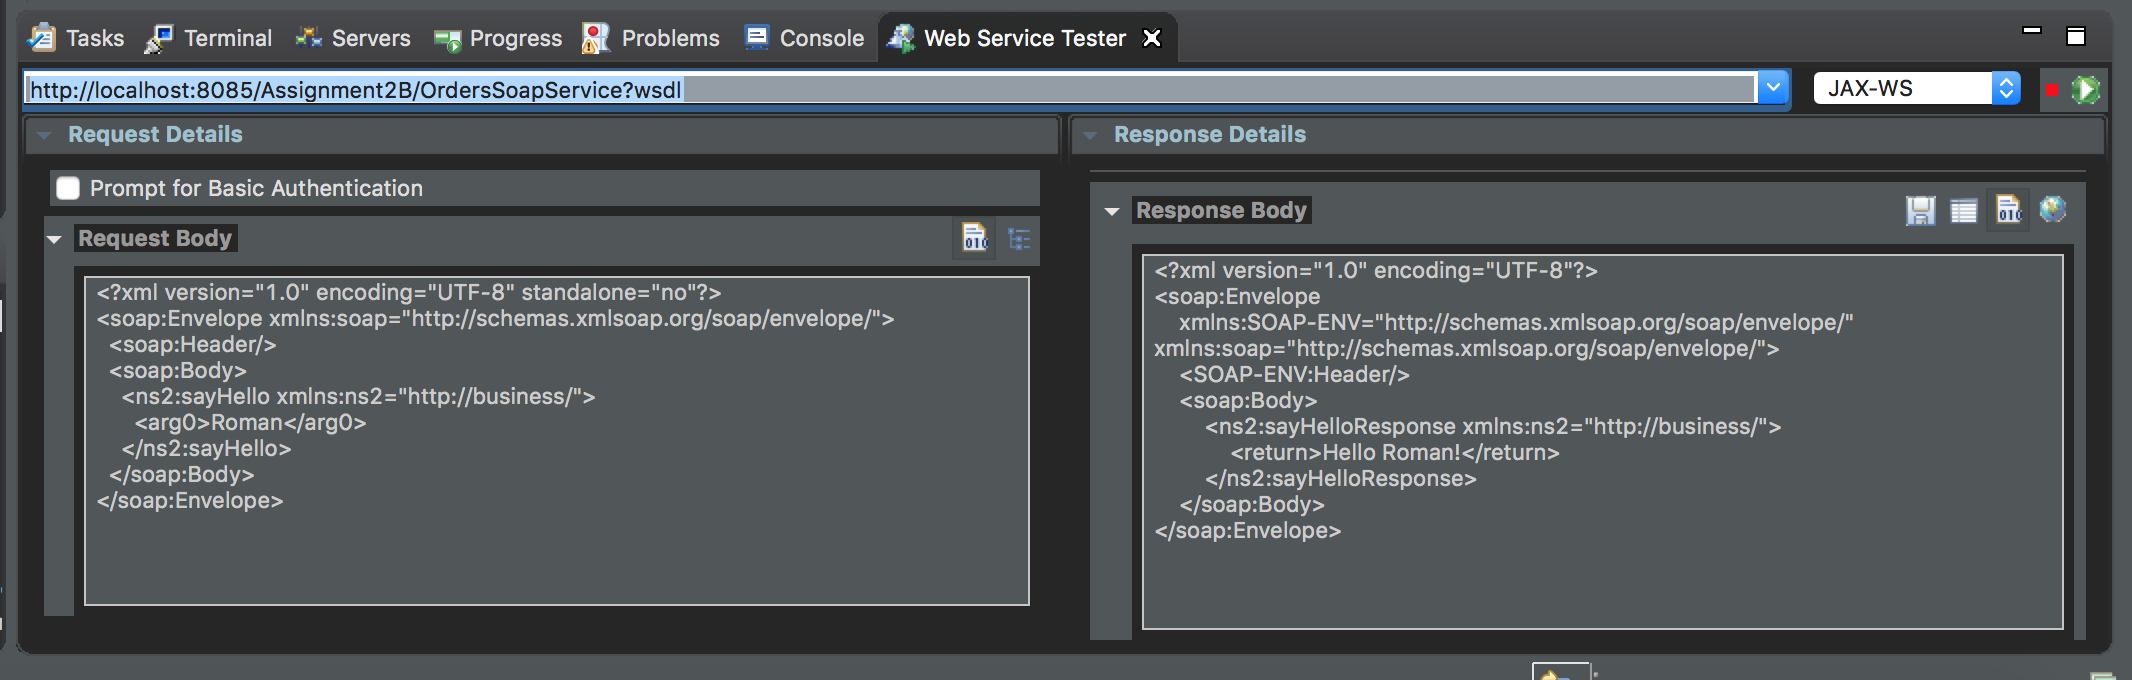 Tasks Terminal Servers Progress Problems Console Web Service Tester
http://localhost:8085/Assignment2B/OrdersSoapService?wsdl JAX-WS
Request Details
Prompt for Basic Authentication
Request Body
<?xml version="1.0" encoding="UTF-8" standalone="no"?>
<soap:Envelope xmlns:soap="http://schemas.xmlsoap.org/soap/envelope/">
<soap:Header/>
<soap:Body>
<ns2:sayHello xmlns:ns2="http://business/">
<arg0>Roman</arg0>
</ns2:sayHello>
</soap:Body>
</soap:Envelope>
Response Details
Response Body
<?xml version="1.0" encoding="UTF-8"?>
<soap:Envelope
xmlns:SOAP-ENV="http://schemas.xmlsoap.org/soap/envelope/"
xmlns:soap="http://schemas.xmlsoap.org/soap/envelope/">
<SOAP-ENV:Header/>
<soap:Body>
<ns2:sayHelloResponse xmlns:ns2="http://business/">
<return>Hello Roman!</return>
</ns2:sayHelloResponse>
</soap:Body>
</soap:Envelope>